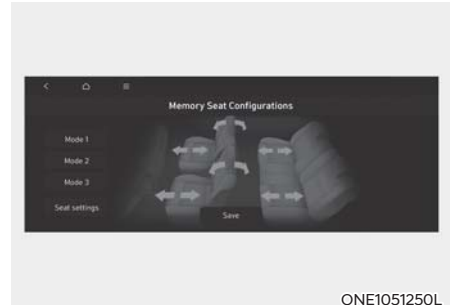 Memory Seat Configurations
Mode 1
Mode 2
Mode 3
Seat settings
Save
ONE1051250L